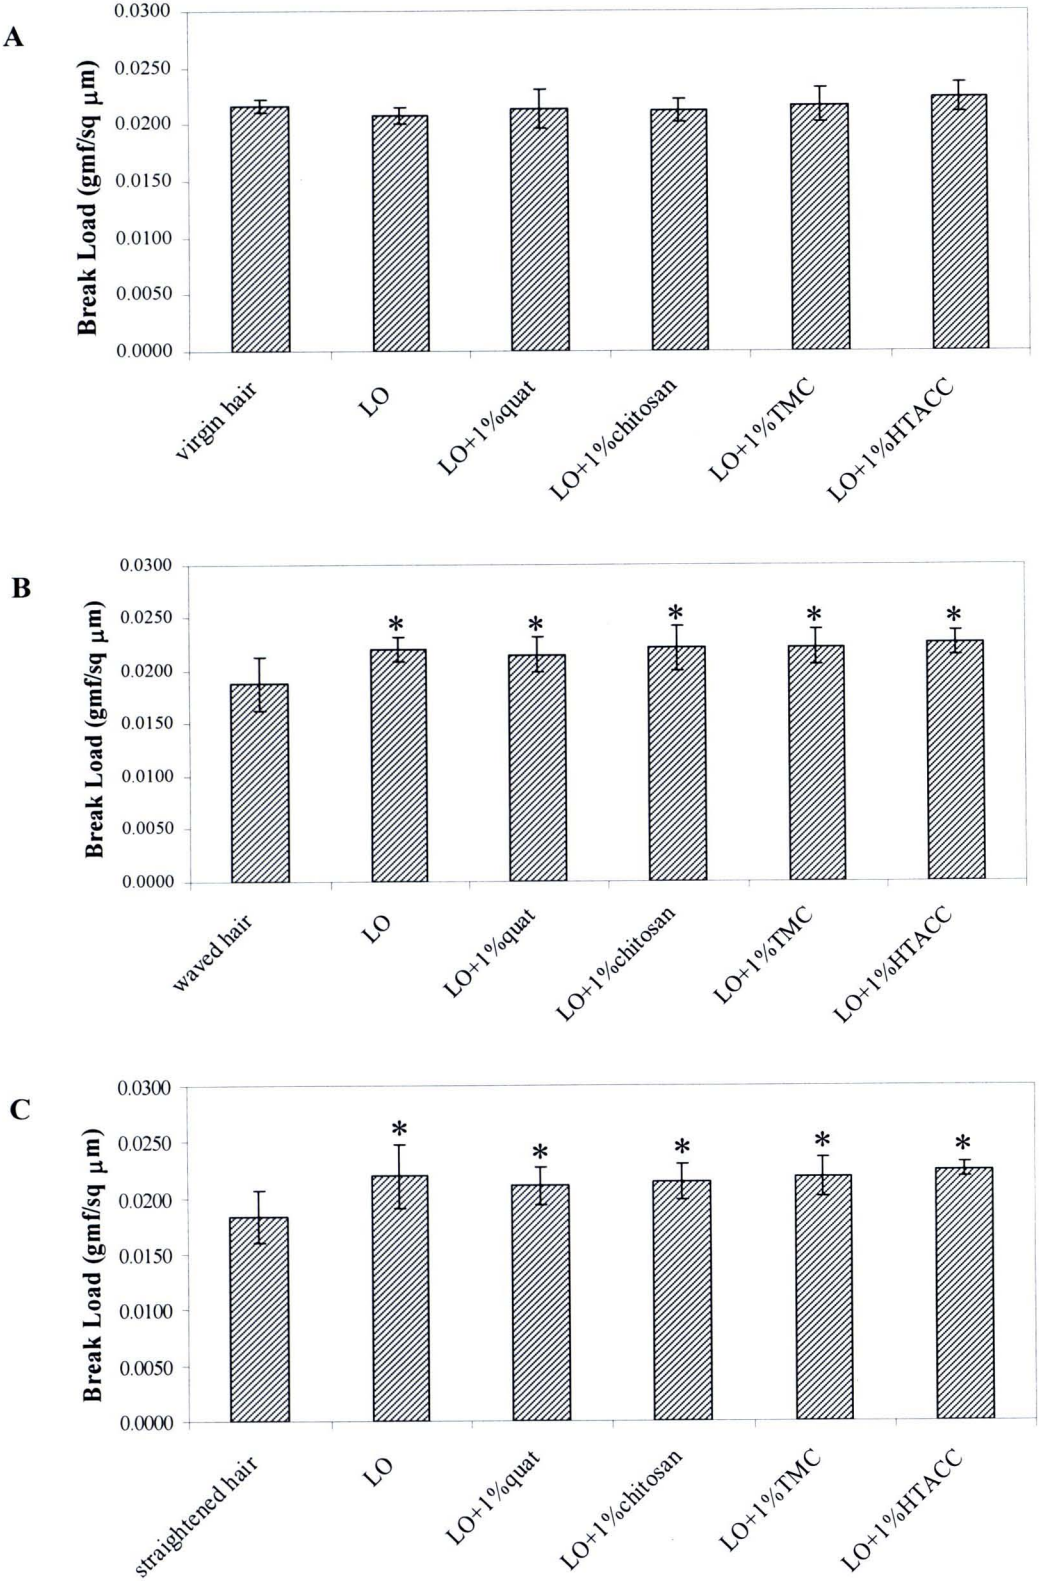 A
Break Load (gmf/sq μm)
0.0300
0.0250
0.0200
0.0150
0.0100
0.0050
0.0000
virgin hair
LO
LO+1%quat
LO+1%chitosan
LO+1%TMC
LO+1%HTACC
B
Break Load (gmf/sq μm)
0.0300
0.0250
0.0200
0.0150
0.0100
0.0050
0.0000
* * * * *
waved hair
LO
LO+1%quat
LO+1%chitosan
LO+1%TMC
LO+1%HTACC
C
Break Load (gmf/sq μm)
0.0300
0.0250
0.0200
0.0150
0.0100
0.0050
0.0000
* * * * *
straightened hair
LO
LO+1%quat
LO+1%chitosan
LO+1%TMC
LO+1%HTACC